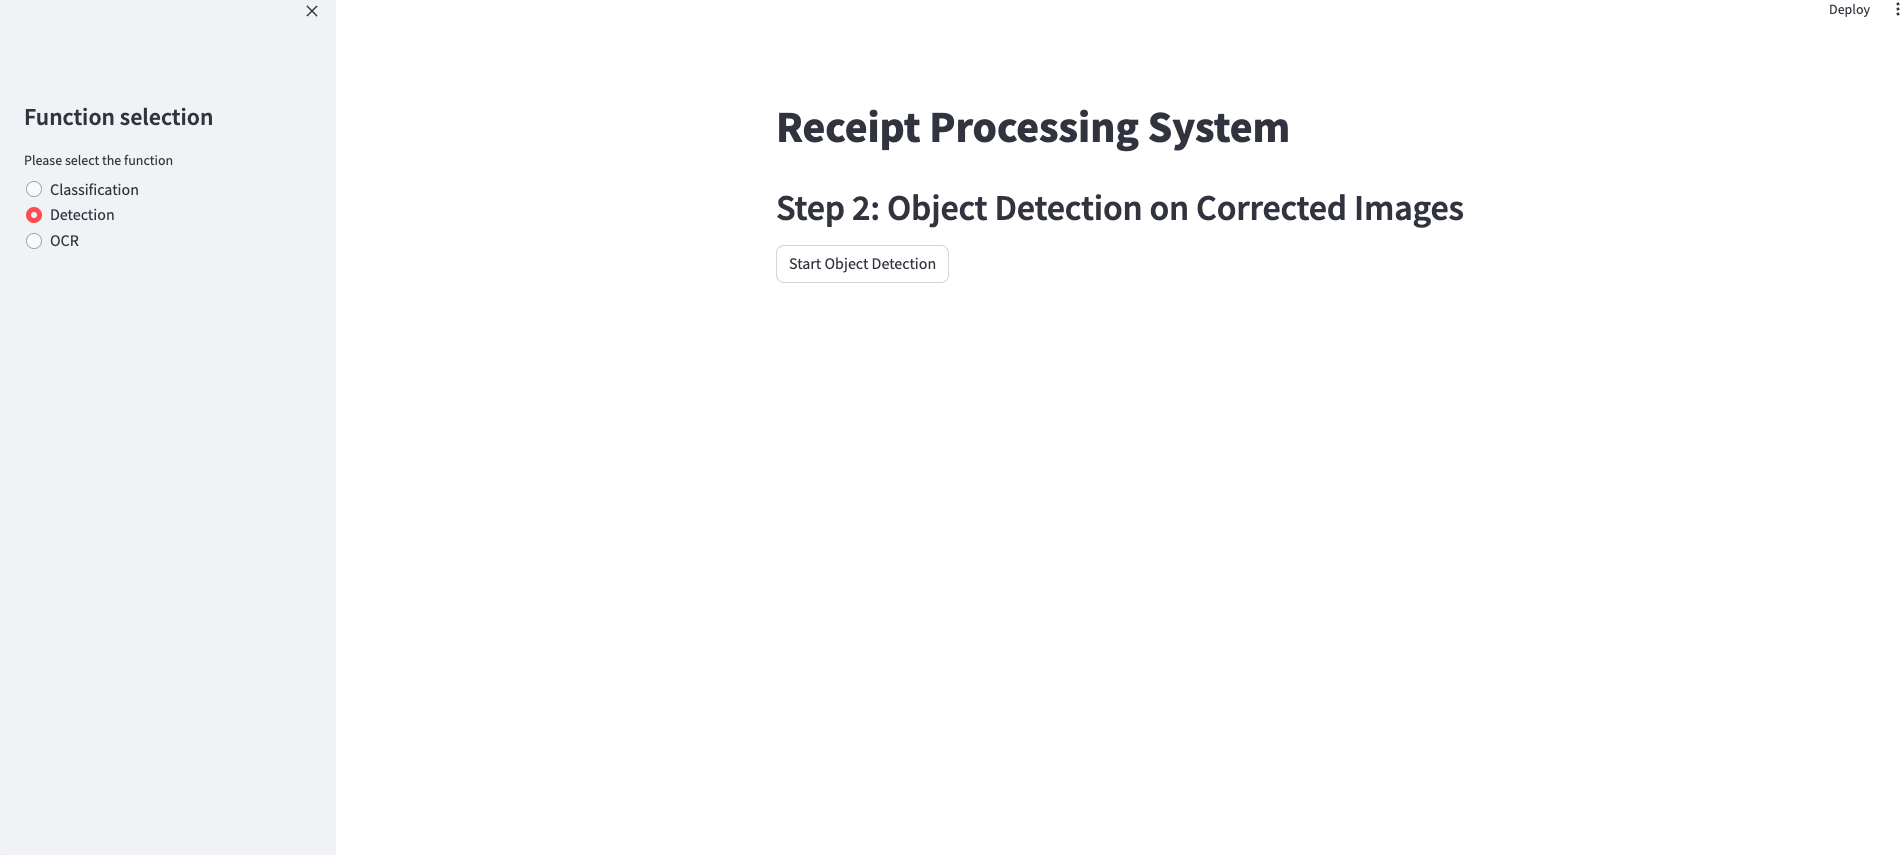 Deploy
Function selection
Please select the function
Classification
Detection
OCR
Receipt Processing System
Step 2: Object Detection on Corrected Images
Start Object Detection